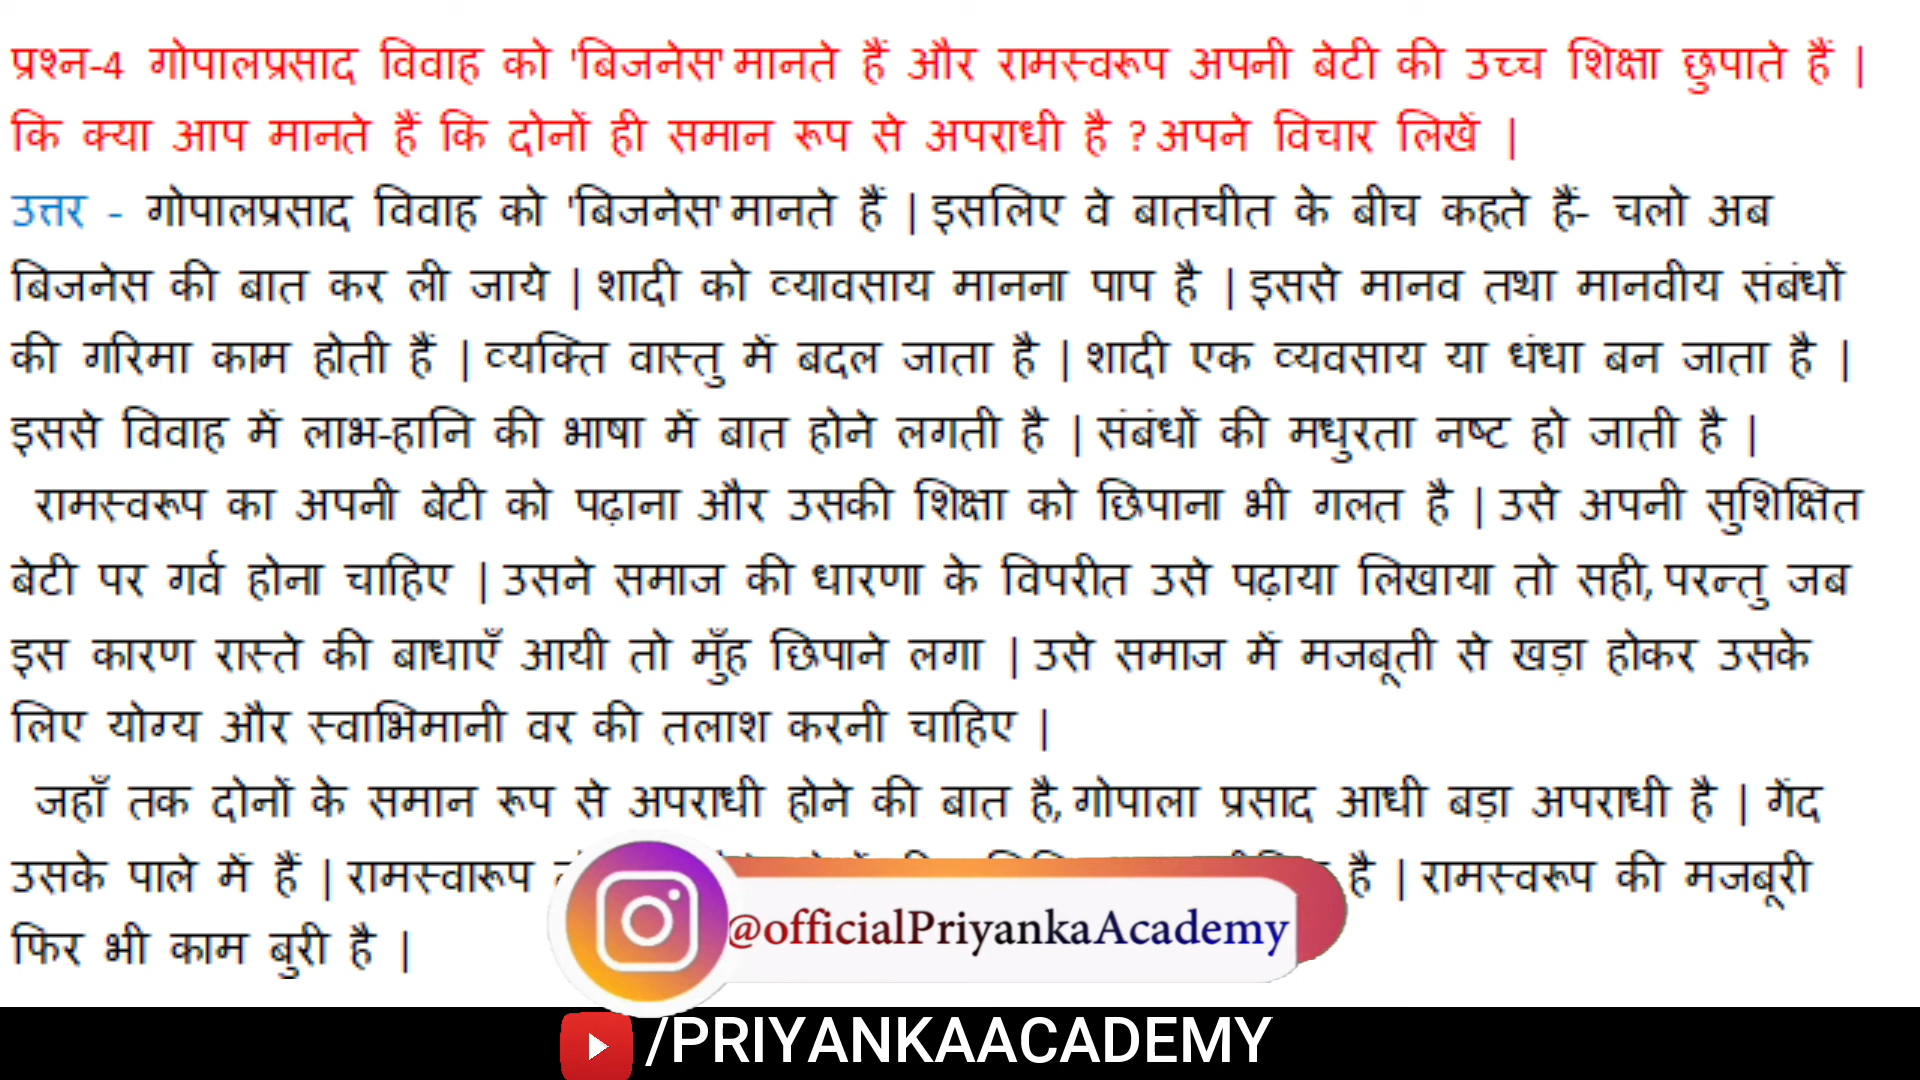 प्रश्न-4 गोपालप्रसाद विवाह को 'बिजनेस' मानते हैं और रामस्वरूप अपनी बेटी की उच्च शिक्षा छुपाते हैं |
कि क्या आप मानते हैं कि दोनों ही समान रूप से अपराधी है ? अपने विचार लिखें |
उत्तर - गोपालप्रसाद विवाह को 'बिजनेस' मानते हैं | इसलिए वे बातचीत के बीच कहते हैं- चलो अब
बिजनेस की बात कर ली जाये | शादी को व्यावसाय मानना पाप है | इससे मानव तथा मानवीय संबंधों
की गरिमा काम होती हैं | व्यक्ति वास्तु में बदल जाता है | शादी एक व्यवसाय या धंधा बन जाता है |
इससे विवाह में लाभ-हानि की भाषा में बात होने लगती है | संबंधों की मधुरता नष्ट हो जाती है |
रामस्वरूप का अपनी बेटी को पढ़ाना और उसकी शिक्षा को छिपाना भी गलत है | उसे अपनी सुशिक्षित
बेटी पर गर्व होना चाहिए | उसने समाज की धारणा के विपरीत उसे पढ़ाया लिखाया तो सही, परन्तु जब
इस कारण रास्ते की बाधाएँ आयी तो मुँह छिपाने लगा | उसे समाज में मजबूती से खड़ा होकर उसके
लिए योग्य और स्वाभिमानी वर की तलाश करनी चाहिए |
जहाँ तक दोनों के समान रूप से अपराधी होने की बात है, गोपाला प्रसाद आधी बड़ा अपराधी है | गेंद
उसके पाले में हैं | रामस्वारूप है | रामस्वरूप की मजबूरी
फिर भी काम बुरी है |
@officialPriyankaAcademy
/PRIYANKAACADEMY